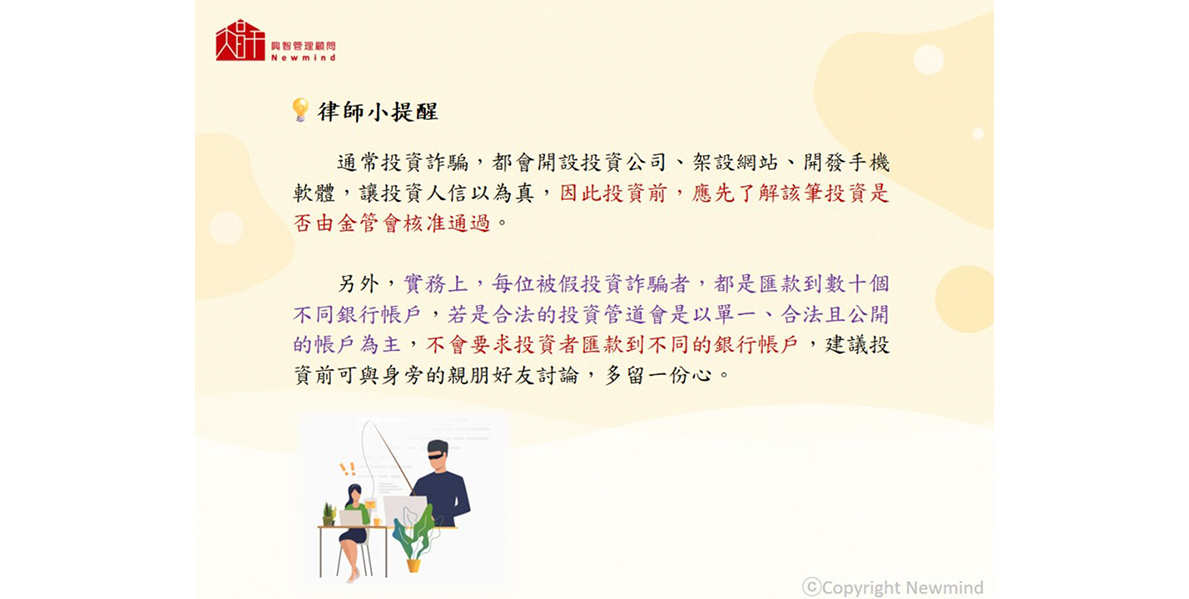 興智管理顧問
Newmind
律師小提醒
通常投資詐騙，都會開設投資公司、架設網站、開發手機
軟體，讓投資人信以為真，因此投資前，應先了解該筆投資是
否由金管會核准通過。
另外，實務上，每位被假投資詐騙者，都是匯款到數十個
不同銀行帳戶，若是合法的投資管道會是以單一、合法且公開
的帳戶為主，不會要求投資者匯款到不同的銀行帳戶，建議投
資前可與身旁的親朋好友討論，多留一份心。
ⓒCopyright Newmind